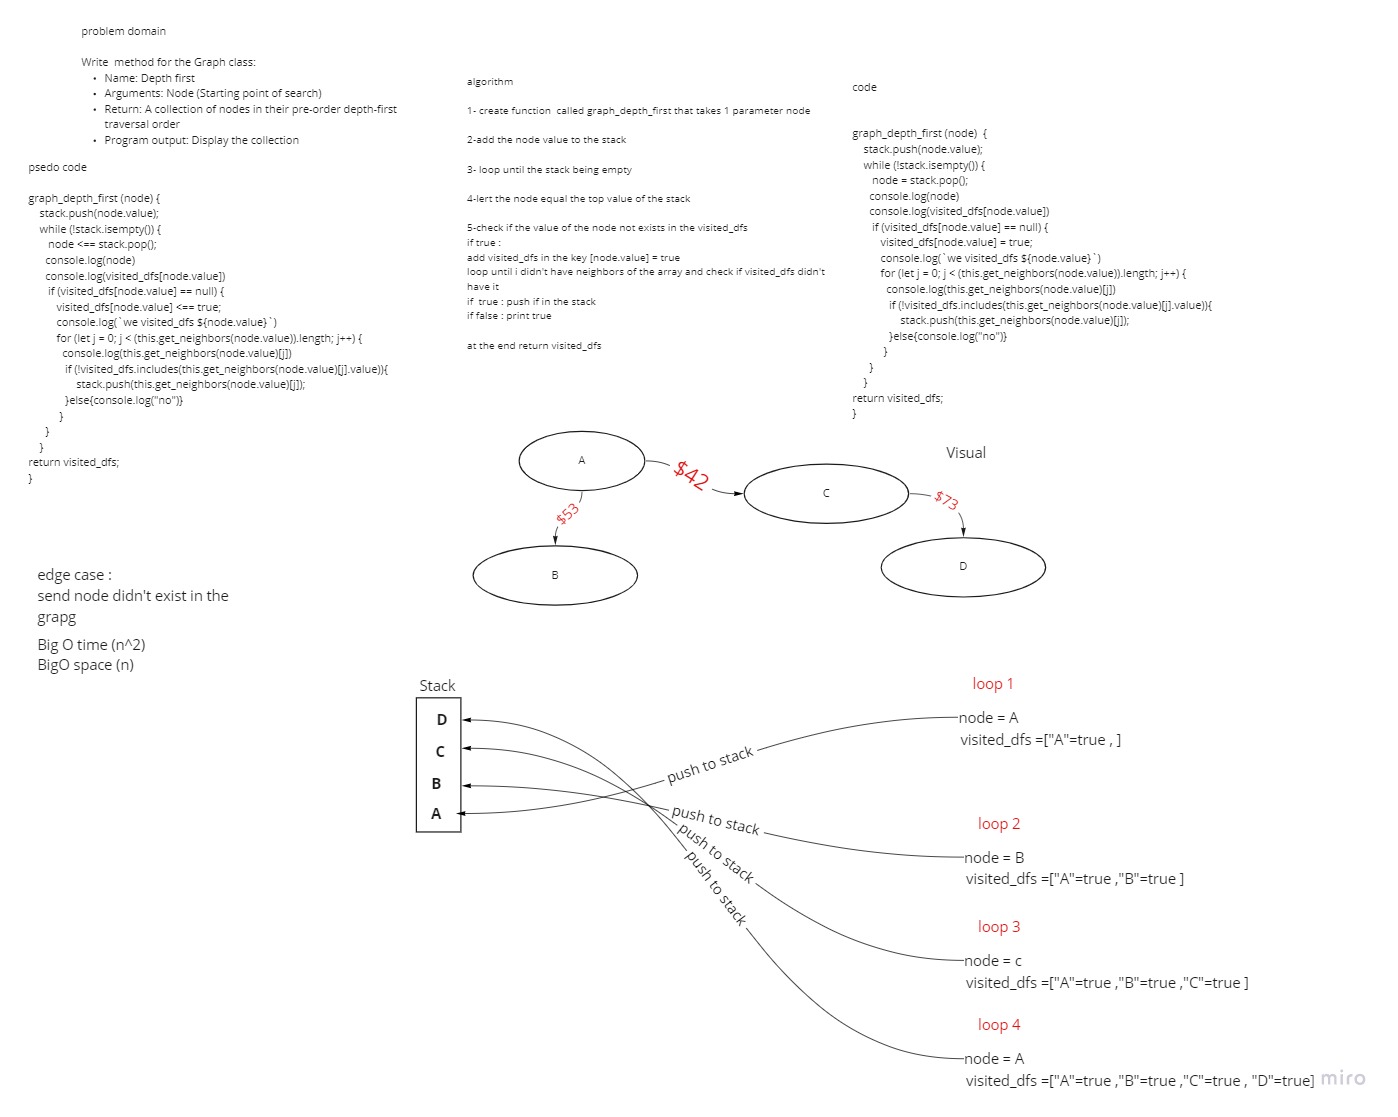 problem domain
Write  method for the Graph class:
• Name: Depth first
• Arguments: Node (Starting point of search)
• Return: A collection of nodes in their pre-order depth-first
traversal order
• Program output: Display the collection
psedo code
graph_depth_first (node) {
stack.push(node.value);
while (!stack.isempty()) {
node <== stack.pop();
console.log(node)
console.log(visited_dfs[node.value])
if (visited_dfs[node.value] == null) {
visited_dfs[node.value] <== true;
console.log(`we visited_dfs ${node.value}`)
for (let j = 0; j < (this.get_neighbors(node.value)).length; j++) {
console.log(this.get_neighbors(node.value)[j])
if (!visited_dfs.includes(this.get_neighbors(node.value)[j].value)){
stack.push(this.get_neighbors(node.value)[j]);
}else{console.log("no")}
}
}
}
return visited_dfs;
}
algorithm
1- create function  called graph_depth_first that takes 1 parameter node
2-add the node value to the stack
3- loop until the stack being empty
4-lert the node equal the top value of the stack
5-check if the value of the node not exists in the visited_dfs
if true :
add visited_dfs in the key [node.value] = true
loop until i didn't have neighbors of the array and check if visited_dfs didn't
have it
if  true : push if in the stack
if false : print true
at the end return visited_dfs
code
graph_depth_first (node)  {
stack.push(node.value);
while (!stack.isempty()) {
node = stack.pop();
console.log(node)
console.log(visited_dfs[node.value])
if (visited_dfs[node.value] == null) {
visited_dfs[node.value] = true;
console.log(`we visited_dfs ${node.value}`)
for (let j = 0; j < (this.get_neighbors(node.value)).length; j++) {
console.log(this.get_neighbors(node.value)[j])
if (!visited_dfs.includes(this.get_neighbors(node.value)[j].value)){
stack.push(this.get_neighbors(node.value)[j]);
}else{console.log("no")}
}
}
}
return visited_dfs;
}
Visual
A
$42
C
$73
$53
B
D
edge case :
send node didn't exist in the
grapg
Big O time (n^2)
BigO space (n)
Stack
D
C
B
A
push to stack
push to stack
push to stack
push to stack
loop 1
node = A
visited_dfs =["A"=true , ]
loop 2
node = B
visited_dfs =["A"=true ,"B"=true ]
loop 3
node = c
visited_dfs =["A"=true ,"B"=true ,"C"=true ]
loop 4
node = A
visited_dfs =["A"=true ,"B"=true ,"C"=true , "D"=true]
miro